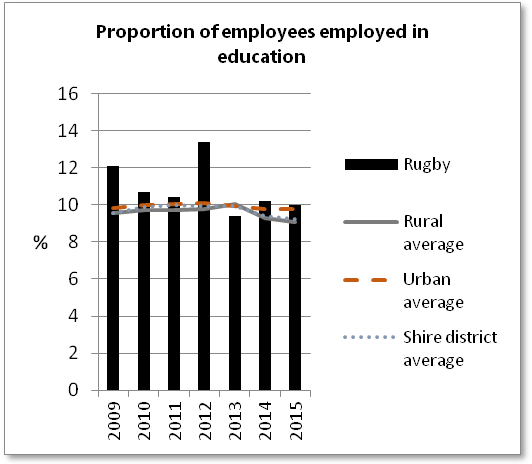 Proportion of employees employed in
education
16
14
12
10
8
6
4
2
0
%
2009
2010
2011
2012
2013
2014
2015
Rugby
Rural
average
Urban
average
Shire district
average